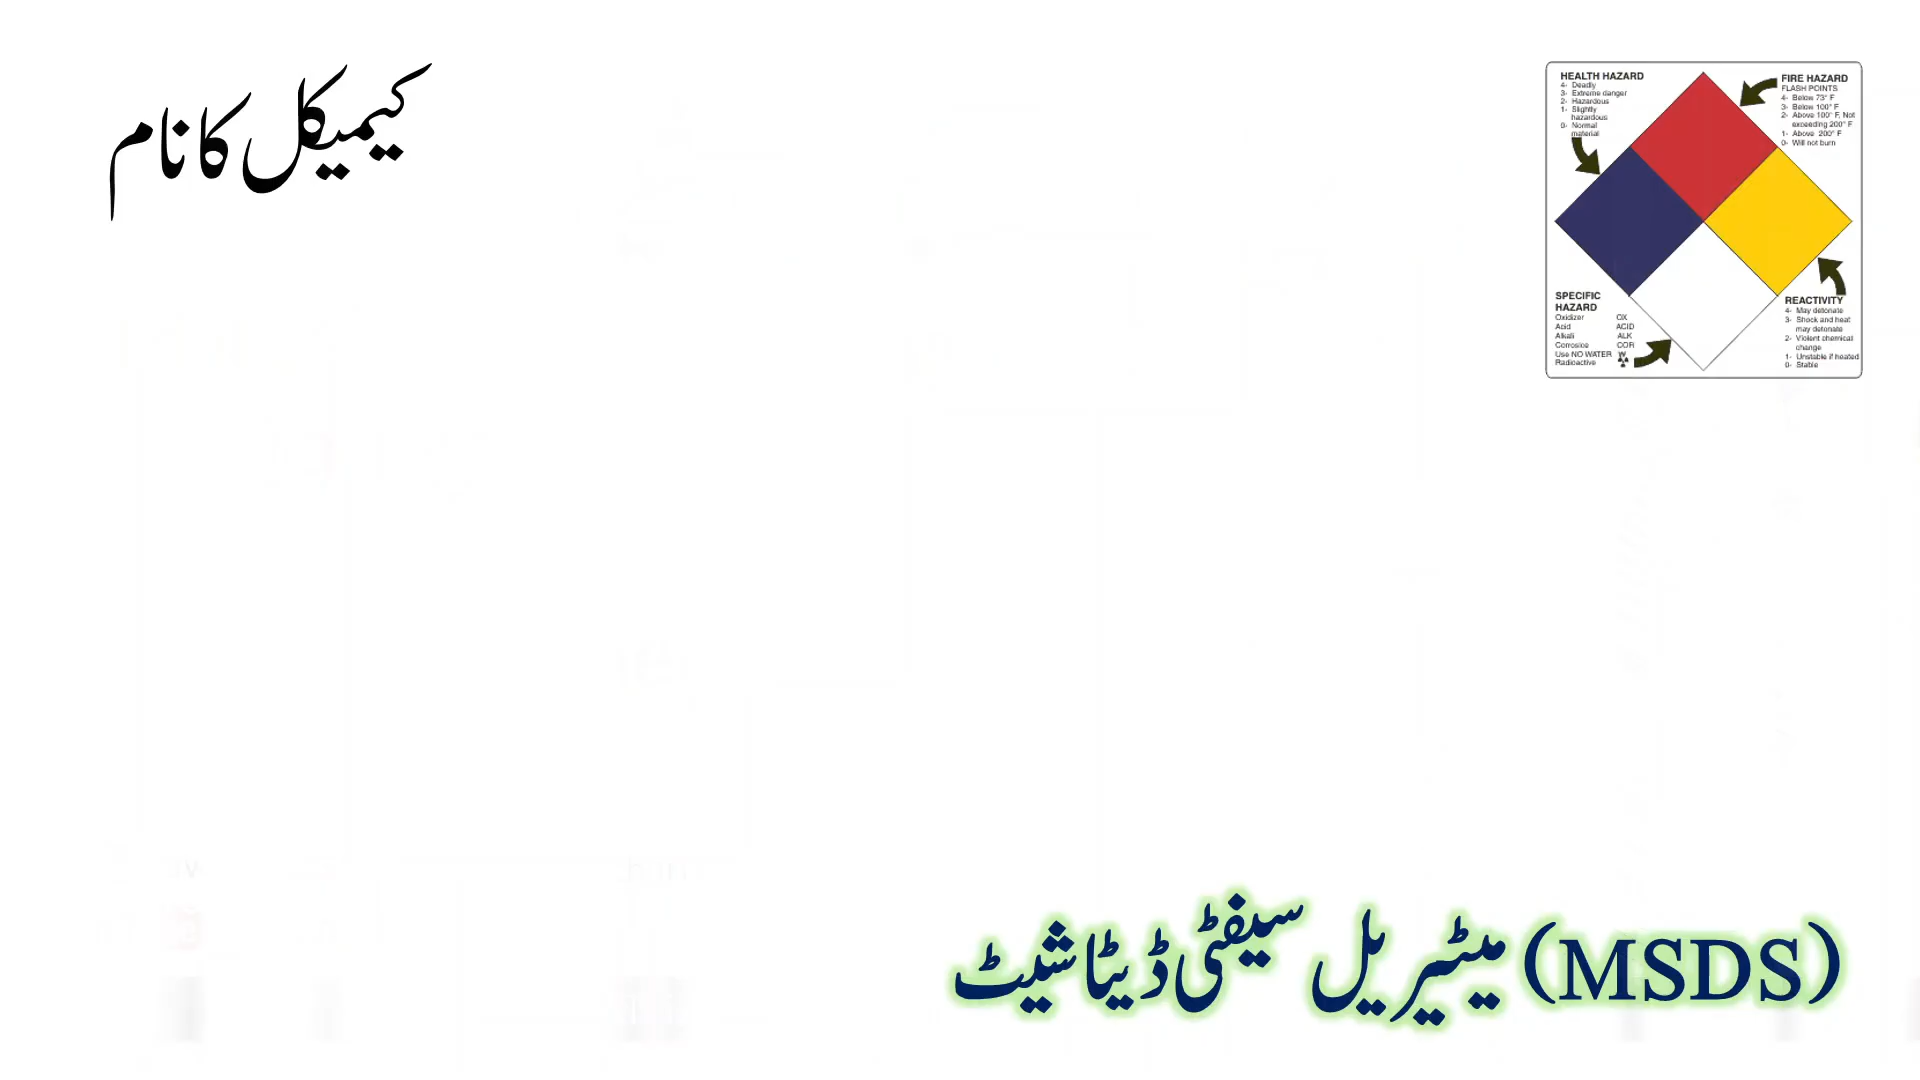 کیمیکل کا نام
HEALTH HAZARD
4- Deadly
3- Extreme danger
2- Hazardous
1- Slightly
hazardous
0- Normal
material
FIRE HAZARD
FLASH POINTS
4- Below 73° F
3- Below 100° F
2- Above 100° F, Not
exceeding 200° F
1- Above 200° F
0- Will not burn
SPECIFIC
HAZARD
Oxidizer OX
Acid ACID
Alkali ALK
Corrosive COR
Use NO WATER W
Radioactive
REACTIVITY
4- May detonate
3- Shock and heat
may detonate
2- Violent chemical
change
1- Unstable if heated
0- Stable
(MSDS) میٹیریل سیفٹی ڈیٹا شیٹ